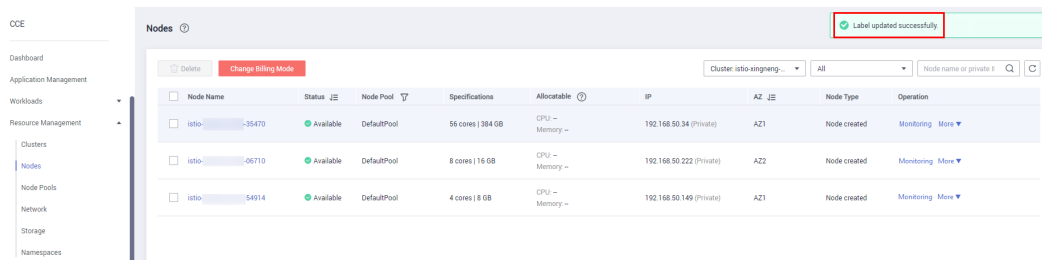 CCE
Nodes
Label updated successfully.
Dashboard
Application Management
Workloads
Resource Management
Clusters
Nodes
Node Pools
Network
Storage
Namespaces
Delete
Change Billing Mode
Cluster: istio-xingneng-...
All
Node name or private I
Node Name Status Node Pool Specifications Allocatable IP AZ Node Type Operation
istio- -35470 Available DefaultPool 56 cores | 384 GB CPU: -- Memory: -- 192.168.50.34 (Private) AZ1 Node created Monitoring More
istio- -06710 Available DefaultPool 8 cores | 16 GB CPU: -- Memory: -- 192.168.50.222 (Private) AZ2 Node created Monitoring More
istio- 54914 Available DefaultPool 4 cores | 8 GB CPU: -- Memory: -- 192.168.50.149 (Private) AZ1 Node created Monitoring More